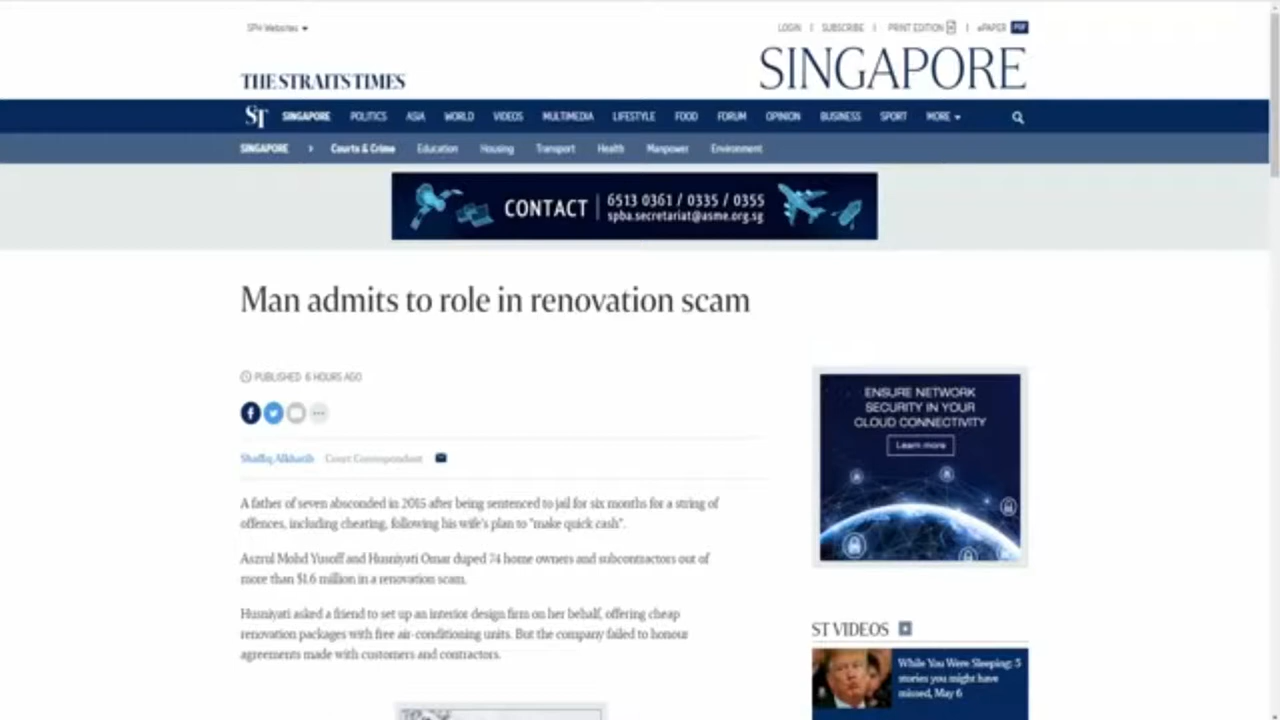 SPH Websites
LOGIN | SUBSCRIBE | PRINT EDITION | ePAPER PDF
THE STRAITS TIMES
SINGAPORE
ST SINGAPORE POLITICS ASIA WORLD VIDEOS MULTIMEDIA LIFESTYLE FOOD FORUM OPINION BUSINESS SPORT MORE
SINGAPORE > Courts & Crime Education Housing Transport Health Manpower Environment
CONTACT | 6513 0361 / 0335 / 0355
spba.secretariat@asme.org.sg
Man admits to role in renovation scam
PUBLISHED 6 HOURS AGO
Shaffiq Alkhatib Court Correspondent
A father of seven absconded in 2015 after being sentenced to jail for six months for a string of
offences, including cheating, following his wife's plan to "make quick cash".
Aszrul Mohd Yusoff and Husniyati Omar duped 74 home owners and subcontractors out of
more than $1.6 million in a renovation scam.
Husniyati asked a friend to set up an interior design firm on her behalf, offering cheap
renovation packages with free air-conditioning units. But the company failed to honour
agreements made with customers and contractors.
ENSURE NETWORK
SECURITY IN YOUR
CLOUD CONNECTIVITY
Learn more
ST VIDEOS
While You Were Sleeping: 5
stories you might have
missed, May 6